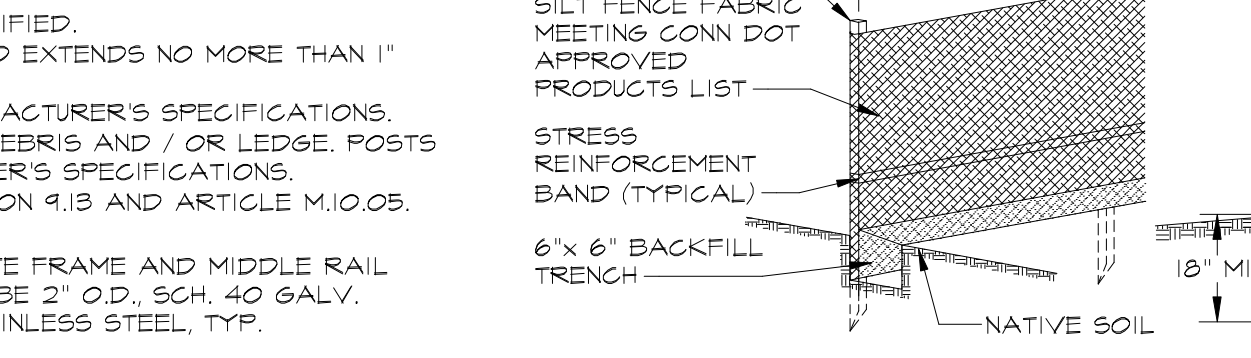 IFIED.
EXTENDS NO MORE THAN 1"
ACTURER'S SPECIFICATIONS.
EBRIS AND / OR LEDGE. POSTS
ER'S SPECIFICATIONS.
ON 9.13 AND ARTICLE M.10.05.
FRAME AND MIDDLE RAIL
BE 2" O.D., SCH. 40 GALV.
INLESS STEEL, TYP.
SILT FENCE FABRIC
MEETING CONN DOT
APPROVED
PRODUCTS LIST
STRESS
REINFORCEMENT
BAND (TYPICAL)
6"x 6" BACKFILL
TRENCH
NATIVE SOIL
18" MI